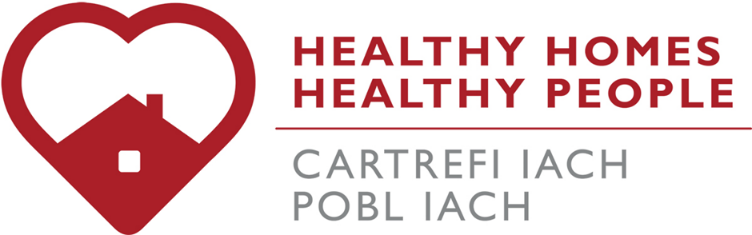 HEALTHY HOMES
HEALTHY PEOPLE
CARTREFI IACH
POBL IACH